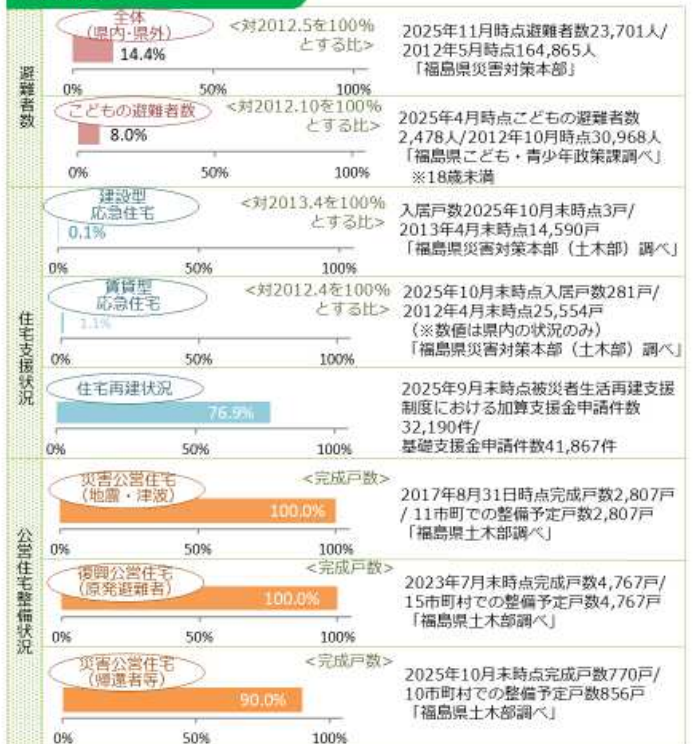 避難者数
全体
(県内・県外)
<対2012.5を100%
とする比>
14.4%
0% 50% 100%
2025年11月時点避難者数23,701人/
2012年5月時点164,865人
「福島県災害対策本部」
こどもの避難者数
<対2012.10を100%
とする比>
8.0%
0% 50% 100%
2025年4月時点こどもの避難者数
2,478人/2012年10月時点30,968人
「福島県こども・青少年政策課調べ」
※18歳未満
住宅支援状況
建設型
応急住宅
<対2013.4を100%
とする比>
0.1%
0% 50% 100%
入居戸数2025年10月末時点3戸/
2013年4月末時点14,590戸
「福島県災害対策本部（土木部）調べ」
賃貸型
応急住宅
<対2012.4を100%
とする比>
1.1%
0% 50% 100%
2025年10月末時点入居戸数281戸/
2012年4月末時点25,554戸
（※数値は県内の状況のみ）
「福島県災害対策本部（土木部）調べ」
住宅再建状況
76.9%
0% 50% 100%
2025年9月末時点被災者生活再建支援
制度における加算支援金申請件数
32,190件/
基礎支援金申請件数41,867件
公営住宅整備状況
災害公営住宅
(地震・津波)
<完成戸数>
100.0%
0% 50% 100%
2017年8月31日時点完成戸数2,807戸
/ 11市町での整備予定戸数2,807戸
「福島県土木部調べ」
復興公営住宅
(原発避難者)
<完成戸数>
100.0%
0% 50% 100%
2023年7月末時点完成戸数4,767戸/
15市町村での整備予定戸数4,767戸
「福島県土木部調べ」
災害公営住宅
(帰還者等)
<完成戸数>
90.0%
0% 50% 100%
2025年10月末時点完成戸数770戸/
10市町村での整備予定戸数856戸
「福島県土木部調べ」